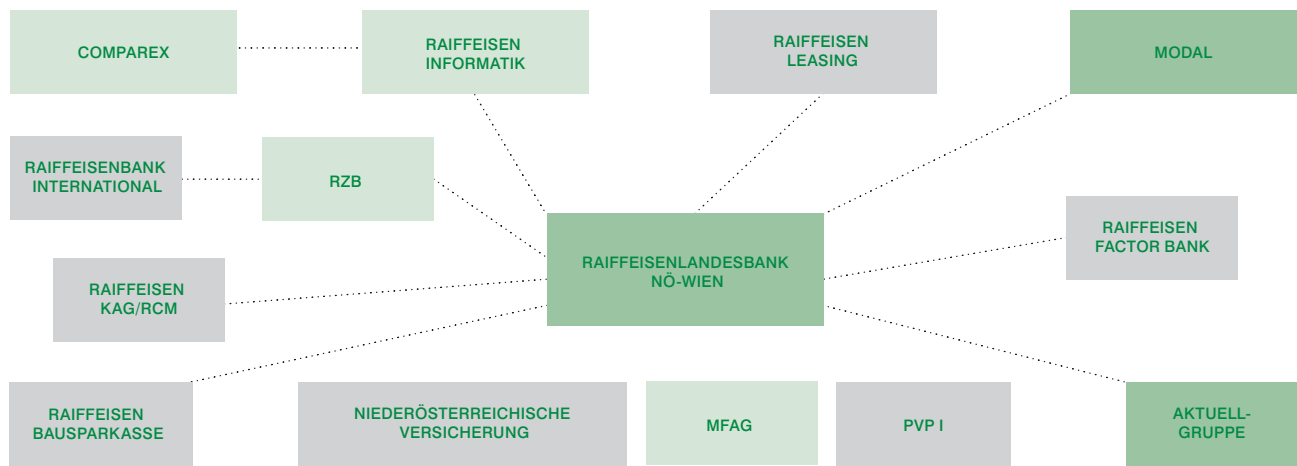 COMPAREX
RAIFFEISEN
INFORMATIK
RAIFFEISEN
LEASING
MODAL
RAIFFEISENBANK
INTERNATIONAL
RZB
RAIFFEISENLANDESBANK
NÖ-WIEN
RAIFFEISEN
FACTOR BANK
RAIFFEISEN
KAG/RCM
RAIFFEISEN
BAUSPARKASSE
NIEDERÖSTERREICHISCHE
VERSICHERUNG
MFAG
PVP I
AKTUELL-
GRUPPE